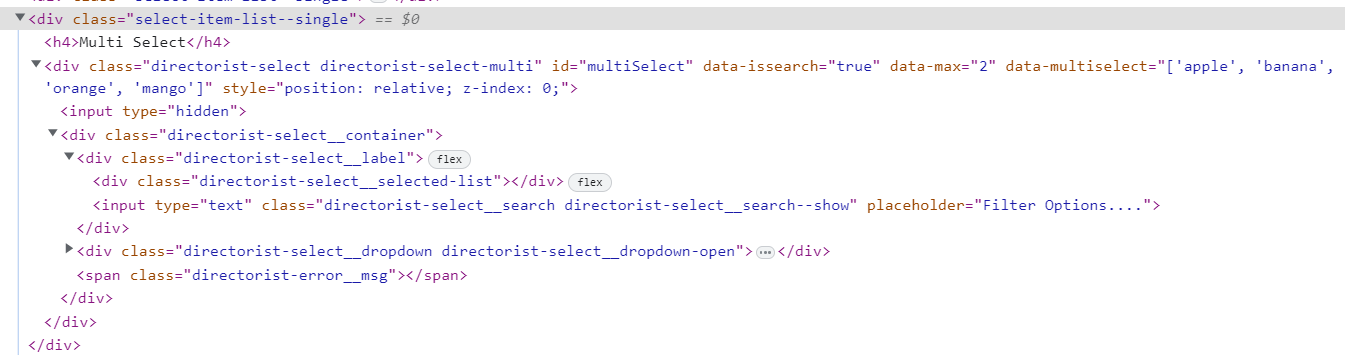 <div class="select-item-list--single"> == $0
<h4>Multi Select</h4>
<div class="directorist-select directorist-select-multi" id="multiSelect" data-issearch="true" data-max="2" data-multiselect="['apple', 'banana',
'orange', 'mango']" style="position: relative; z-index: 0;">
<input type="hidden">
<div class="directorist-select__container">
<div class="directorist-select__label"> flex
<div class="directorist-select__selected-list"></div> flex
<input type="text" class="directorist-select__search directorist-select__search--show" placeholder="Filter Options....">
</div>
<div class="directorist-select__dropdown directorist-select__dropdown-open">…</div>
<span class="directorist-error__msg"></span>
</div>
</div>
</div>